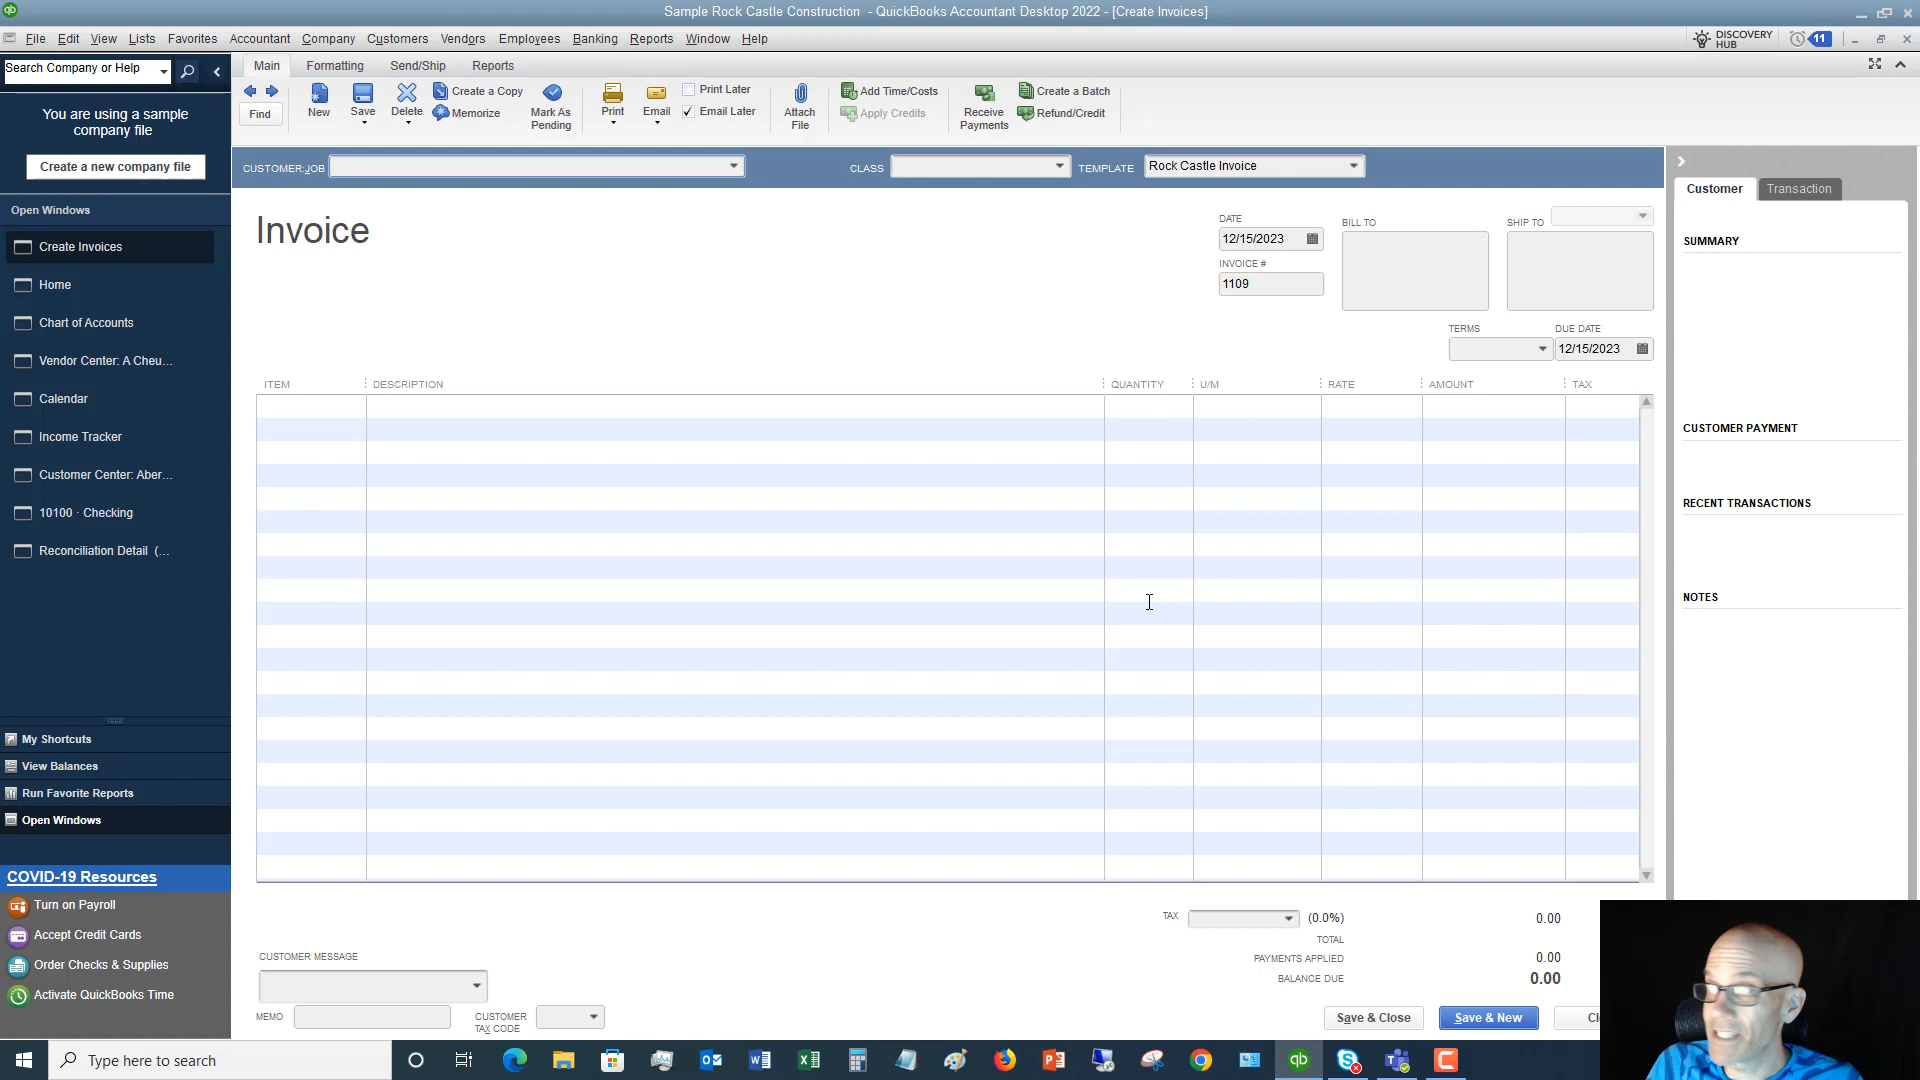 Sample Rock Castle Construction - QuickBooks Accountant Desktop 2022 - [Create Invoices]
File Edit View Lists Favorites Accountant Company Customers Vendors Employees Banking Reports Window Help
DISCOVERY HUB 11
Search Company or Help
Main Formatting Send/Ship Reports
You are using a sample company file
Create a new company file
Find
New
Save
Delete
Create a Copy
Memorize
Mark As Pending
Print
Email
Print Later
Email Later
Attach File
Add Time/Costs
Apply Credits
Receive Payments
Create a Batch
Refund/Credit
CUSTOMER:JOB CLASS TEMPLATE Rock Castle Invoice
Customer Transaction
Open Windows
Create Invoices
Home
Chart of Accounts
Vendor Center: A Cheu...
Calendar
Income Tracker
Customer Center: Aber...
10100 · Checking
Reconciliation Detail (...
My Shortcuts
View Balances
Run Favorite Reports
Open Windows
COVID-19 Resources
Turn on Payroll
Accept Credit Cards
Order Checks & Supplies
Activate QuickBooks Time
Invoice
DATE
12/15/2023
INVOICE #
1109
BILL TO
SHIP TO
TERMS
DUE DATE
12/15/2023
ITEM DESCRIPTION QUANTITY U/M RATE AMOUNT TAX
TAX (0.0%) 0.00
TOTAL
PAYMENTS APPLIED 0.00
BALANCE DUE 0.00
CUSTOMER MESSAGE
MEMO
CUSTOMER TAX CODE
Save & Close
Save & New
SUMMARY
CUSTOMER PAYMENT
RECENT TRANSACTIONS
NOTES
Type here to search